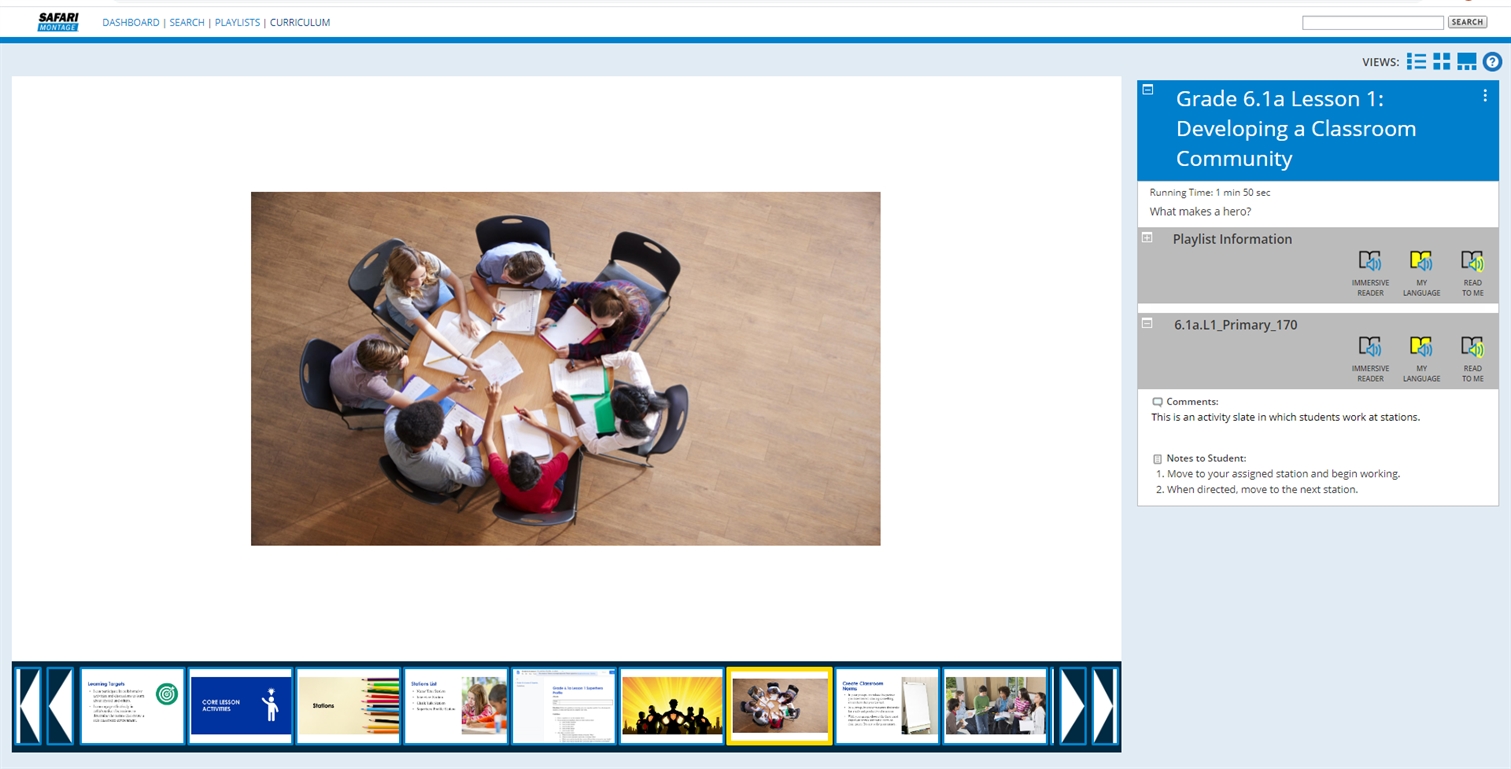 SAFARI
MONTAGE
DASHBOARD | SEARCH | PLAYLISTS | CURRICULUM
SEARCH
VIEWS:
?
Grade 6.1a Lesson 1:
Developing a Classroom
Community
Running Time: 1 min 50 sec
What makes a hero?
Playlist Information
IMMERSIVE
READER
MY
LANGUAGE
READ
TO ME
6.1a.L1_Primary_170
IMMERSIVE
READER
MY
LANGUAGE
READ
TO ME
Comments:
This is an activity slate in which students work at stations.
Notes to Student:
1. Move to your assigned station and begin working.
2. When directed, move to the next station.
Learning Targets
CORE LESSON
ACTIVITIES
Stations
Stations List
Create Classroom
Norms